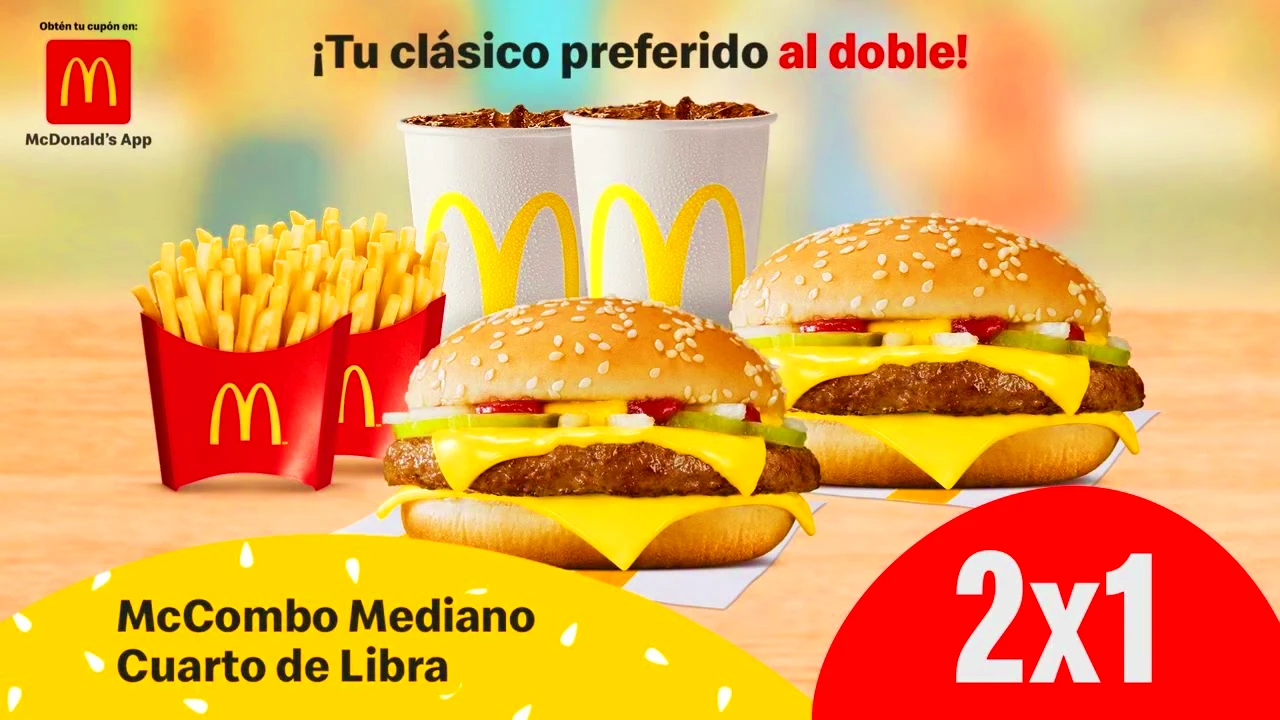 Obtén tu cupón en:
McDonald's App
¡Tu clásico preferido al doble!
McCombo Mediano
Cuarto de Libra
2x1